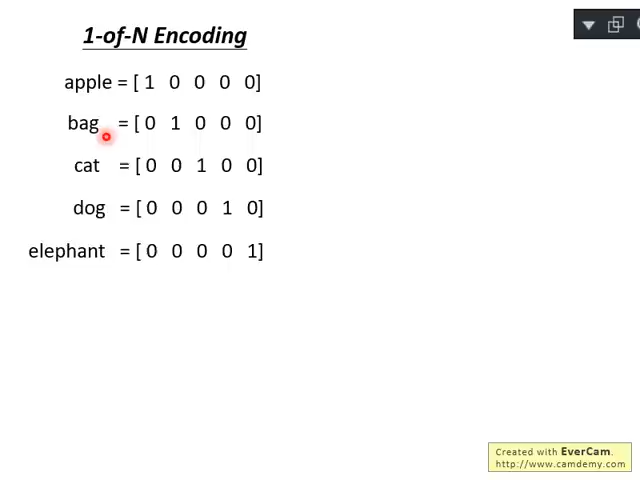 1-of-N Encoding
apple = [ 1 0 0 0 0]
bag = [ 0 1 0 0 0]
cat = [ 0 0 1 0 0]
dog = [ 0 0 0 1 0]
elephant = [ 0 0 0 0 1]
Created with EverCam.
http://www.camdemy.com